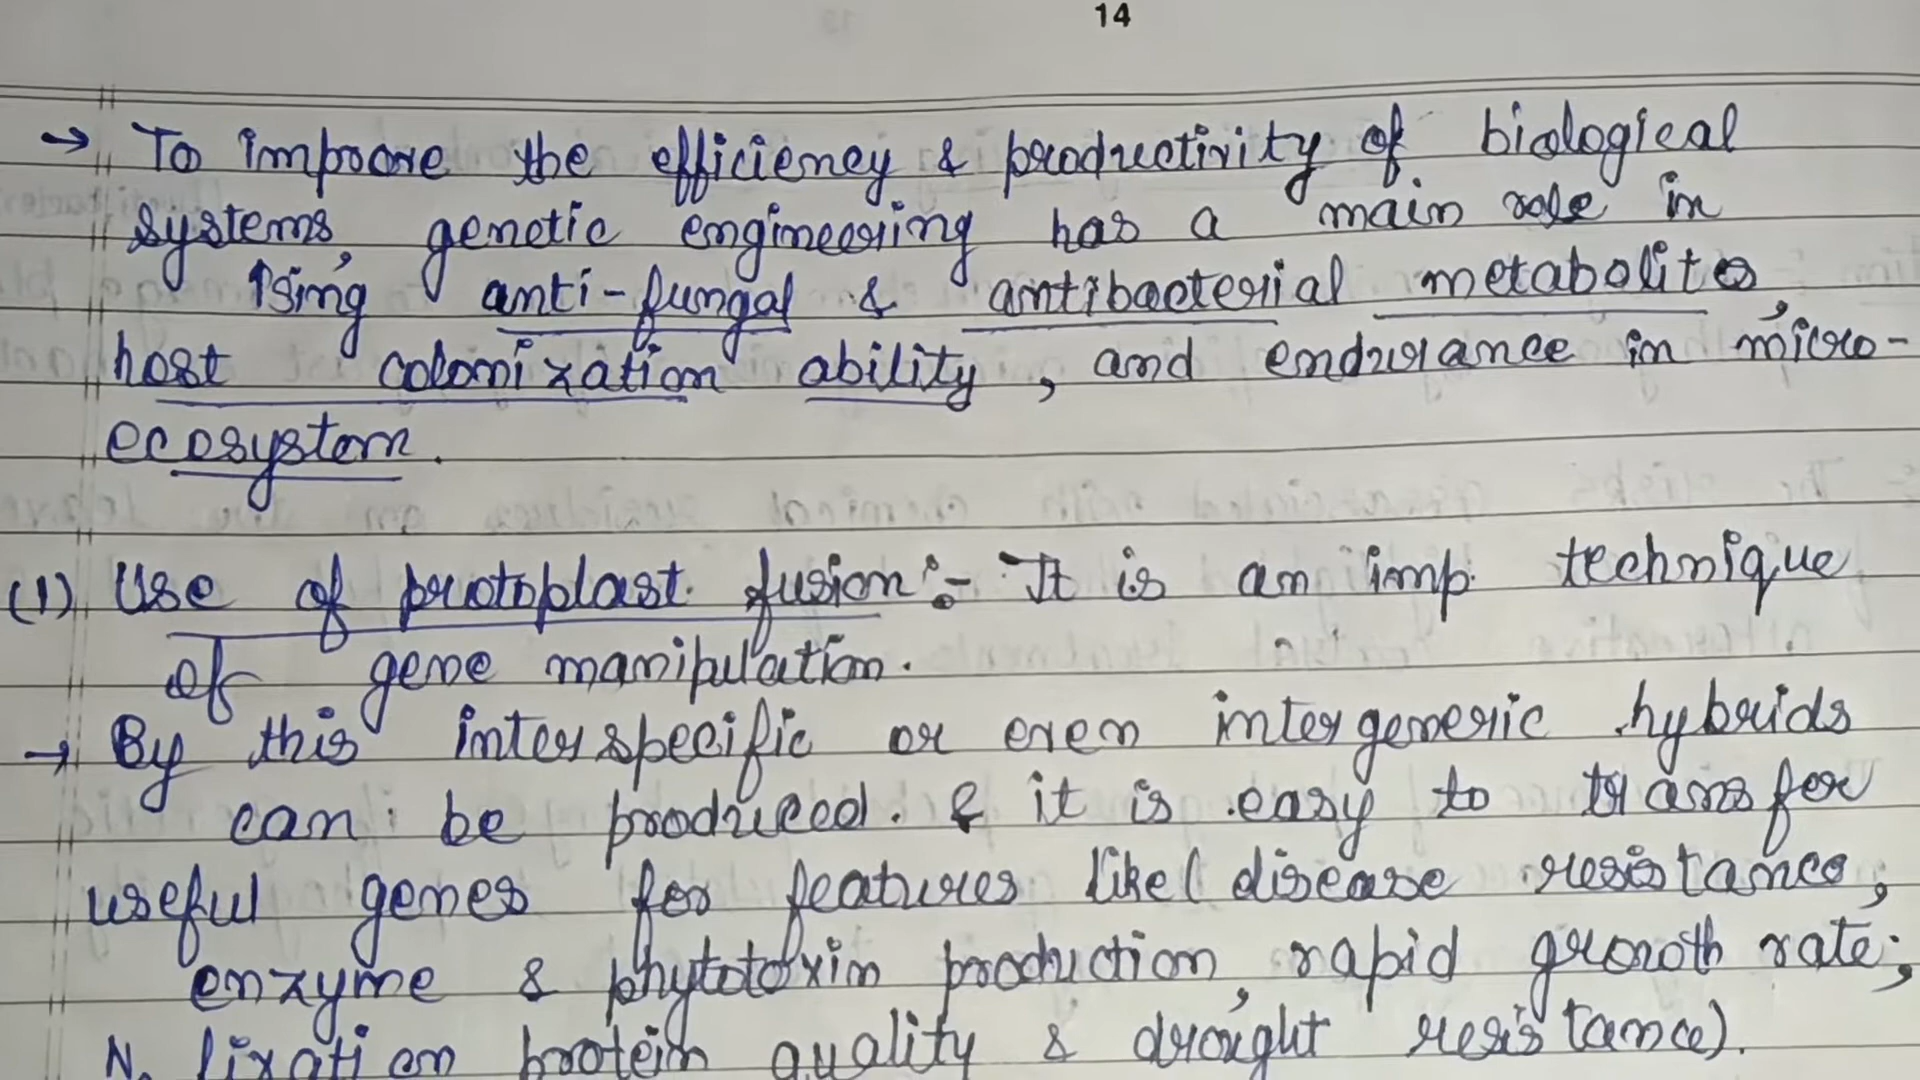 14
→ To improve the efficiency & productivity of biological
systems, genetic engineering has a main role in
↑sing anti-fungal & antibacterial metabolites,
host colonization ability, and endurance in micro-
ecosystem.
(1) Use of protoplast fusion :- It is an imp. technique
of gene manipulation.
→ By this interspecific or even intergeneric hybrids
can be produced. & it is easy to transfer
useful genes for features like (disease resistance,
enzyme & phytotoxin production, rapid growth rate,
N₂ fixation protein quality & drought resistance).